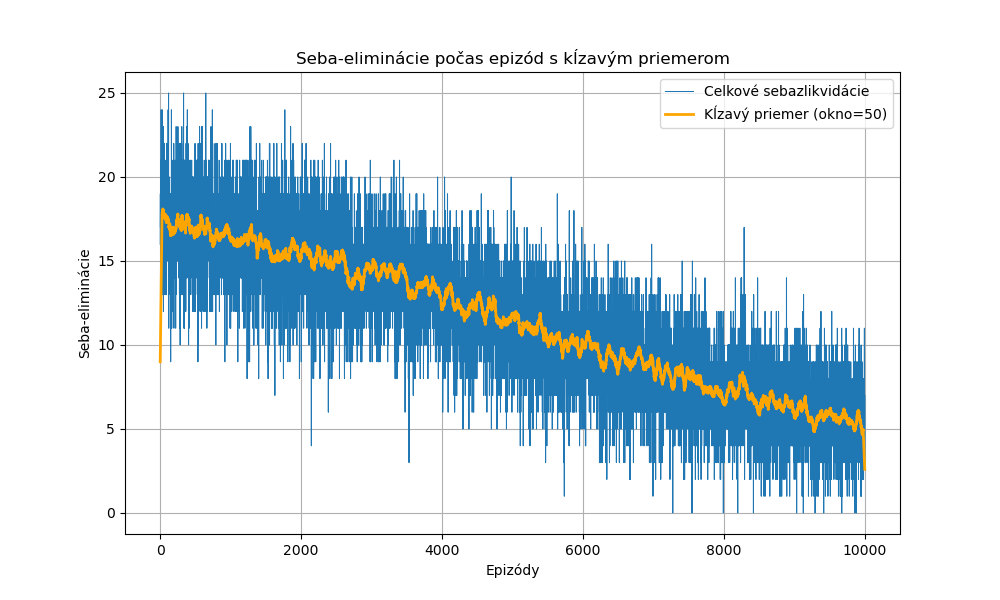 Seba-eliminácie počas epizód s kĺzavým priemerom
Celkové sebazlikvidácie
Kĺzavý priemer (okno=50)
Seba-eliminácie
25
20
15
10
5
0
0 2000 4000 6000 8000 10000
Epizódy